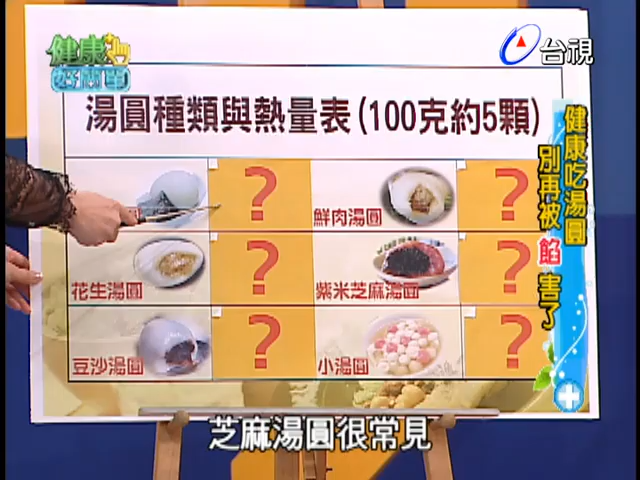 健康
好簡單
台視
湯圓種類與熱量表(100克約5顆)
?
鮮肉湯圓
?
花生湯圓
?
紫米芝麻湯圓
?
豆沙湯圓
?
小湯圓
?
健康吃湯圓
別再被餡害了
芝麻湯圓很常見